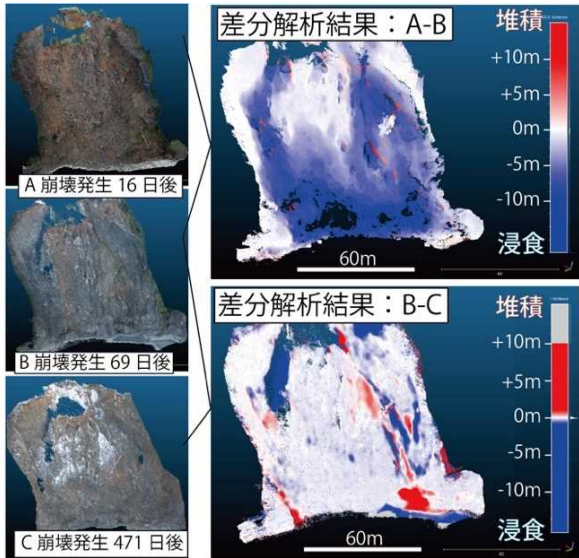 A 崩壊発生 16 日後
B 崩壊発生 69 日後
C 崩壊発生 471 日後
差分解析結果：A-B
堆積
+10m
+5m
0m
-5m
-10m
浸食
60m
差分解析結果：B-C
堆積
+10m
+5m
0m
-5m
-10m
浸食
60m